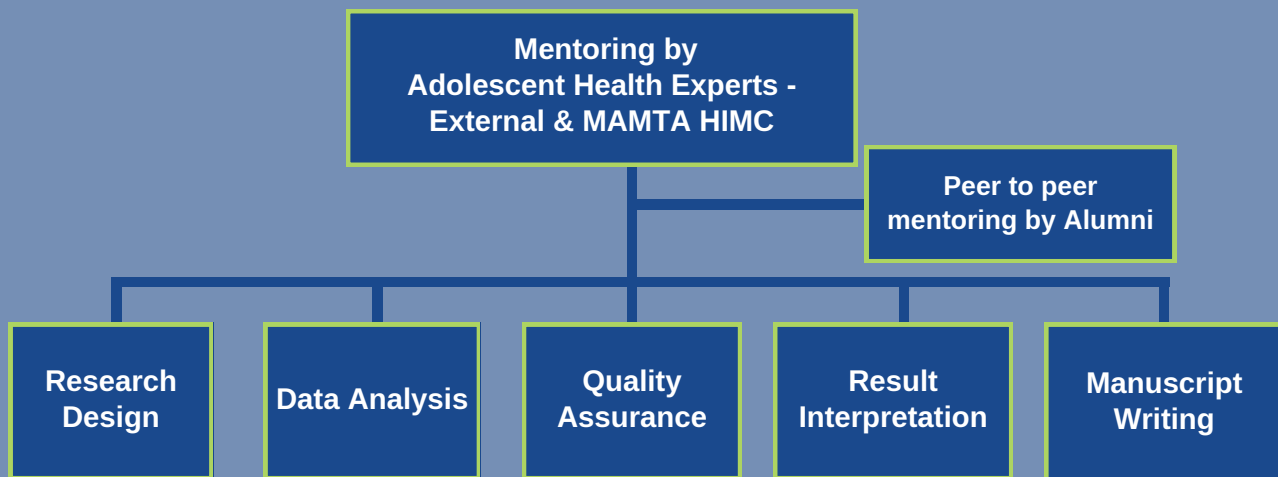 Mentoring by
Adolescent Health Experts -
External & MAMTA HIMC
Peer to peer
mentoring by Alumni
Research
Design
Data Analysis
Quality
Assurance
Result
Interpretation
Manuscript
Writing